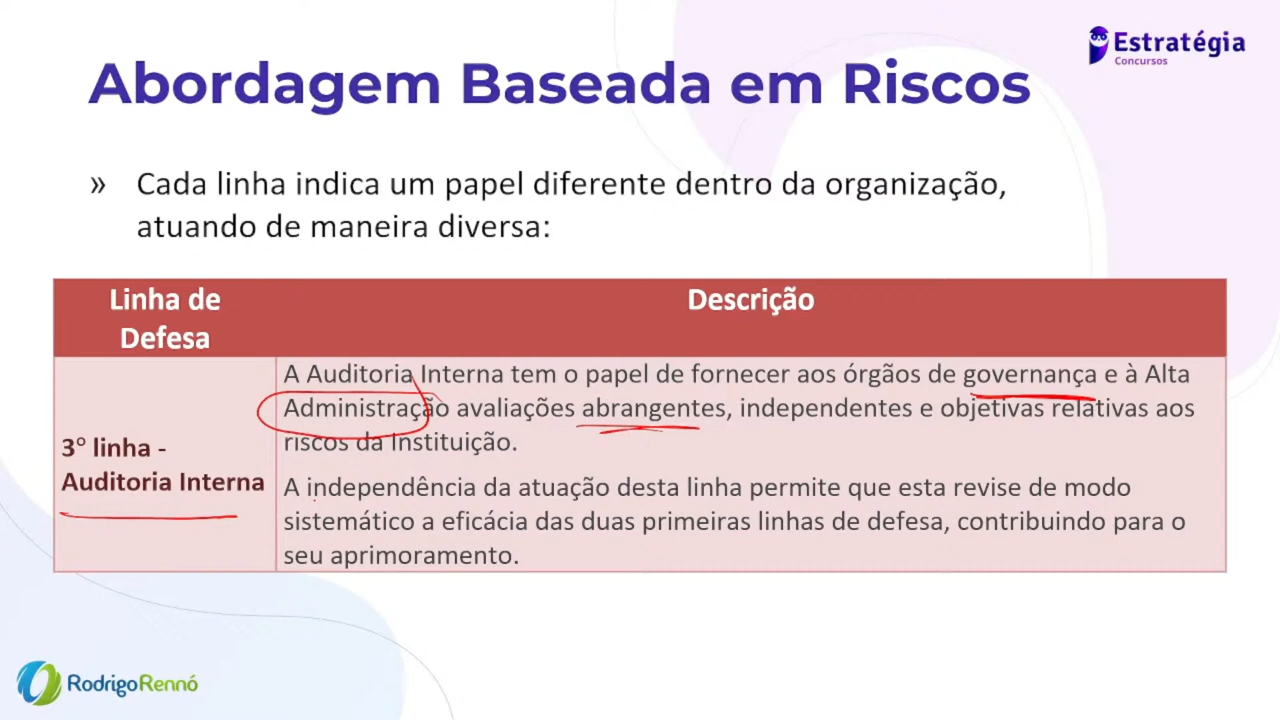 Estratégia
Concursos
Abordagem Baseada em Riscos
» Cada linha indica um papel diferente dentro da organização,
atuando de maneira diversa:
Linha de
Defesa
Descrição
3° linha -
Auditoria Interna
A Auditoria Interna tem o papel de fornecer aos órgãos de governança e à Alta
Administração avaliações abrangentes, independentes e objetivas relativas aos
riscos da Instituição.
A independência da atuação desta linha permite que esta revise de modo
sistemático a eficácia das duas primeiras linhas de defesa, contribuindo para o
seu aprimoramento.
RodrigoRennó